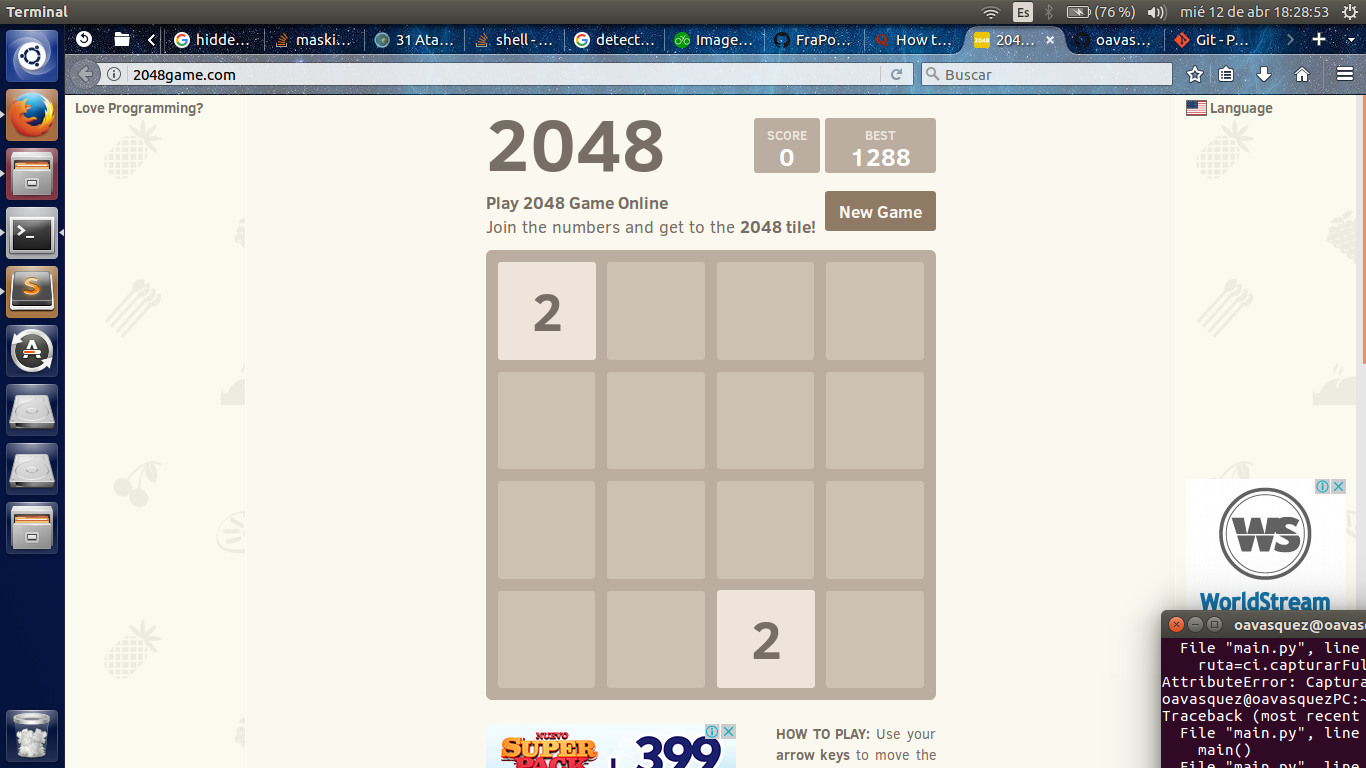 Terminal
Es
(76 %)
mié 12 de abr 18:28:53
hidde...
maski...
31 Ata...
shell -...
detect...
Image...
FraPo...
How t...
204...
oavas...
Git - P...
2048game.com
Buscar
Love Programming?
Language
2048
SCORE
0
BEST
1288
Play 2048 Game Online
Join the numbers and get to the 2048 tile!
New Game
2
2
WS
WorldStream
oavasquez@oavaso
File "main.py", line
ruta=ci.capturarFul
AttributeError: Captura
oavasquez@oavasquezPC:~
Traceback (most recent
File "main.py", line
main()
File "main.py", line
NUEVO
SUPER
PACK
+ 399
HOW TO PLAY: Use your
arrow keys to move the